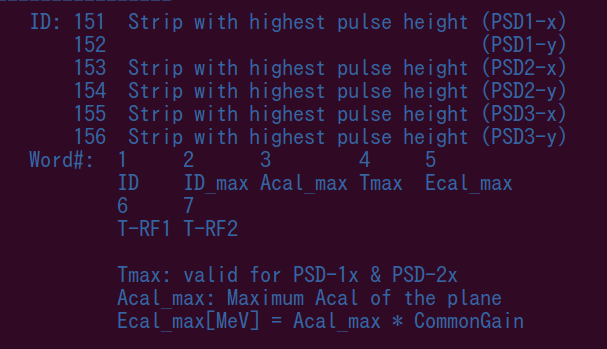 ID: 151 Strip with highest pulse height (PSD1-x)
152 (PSD1-y)
153 Strip with highest pulse height (PSD2-x)
154 Strip with highest pulse height (PSD2-y)
155 Strip with highest pulse height (PSD3-x)
156 Strip with highest pulse height (PSD3-y)
Word#: 1 2 3 4 5
ID ID_max Acal_max Tmax Ecal_max
6 7
T-RF1 T-RF2
Tmax: valid for PSD-1x & PSD-2x
Acal_max: Maximum Acal of the plane
Ecal_max[MeV] = Acal_max * CommonGain